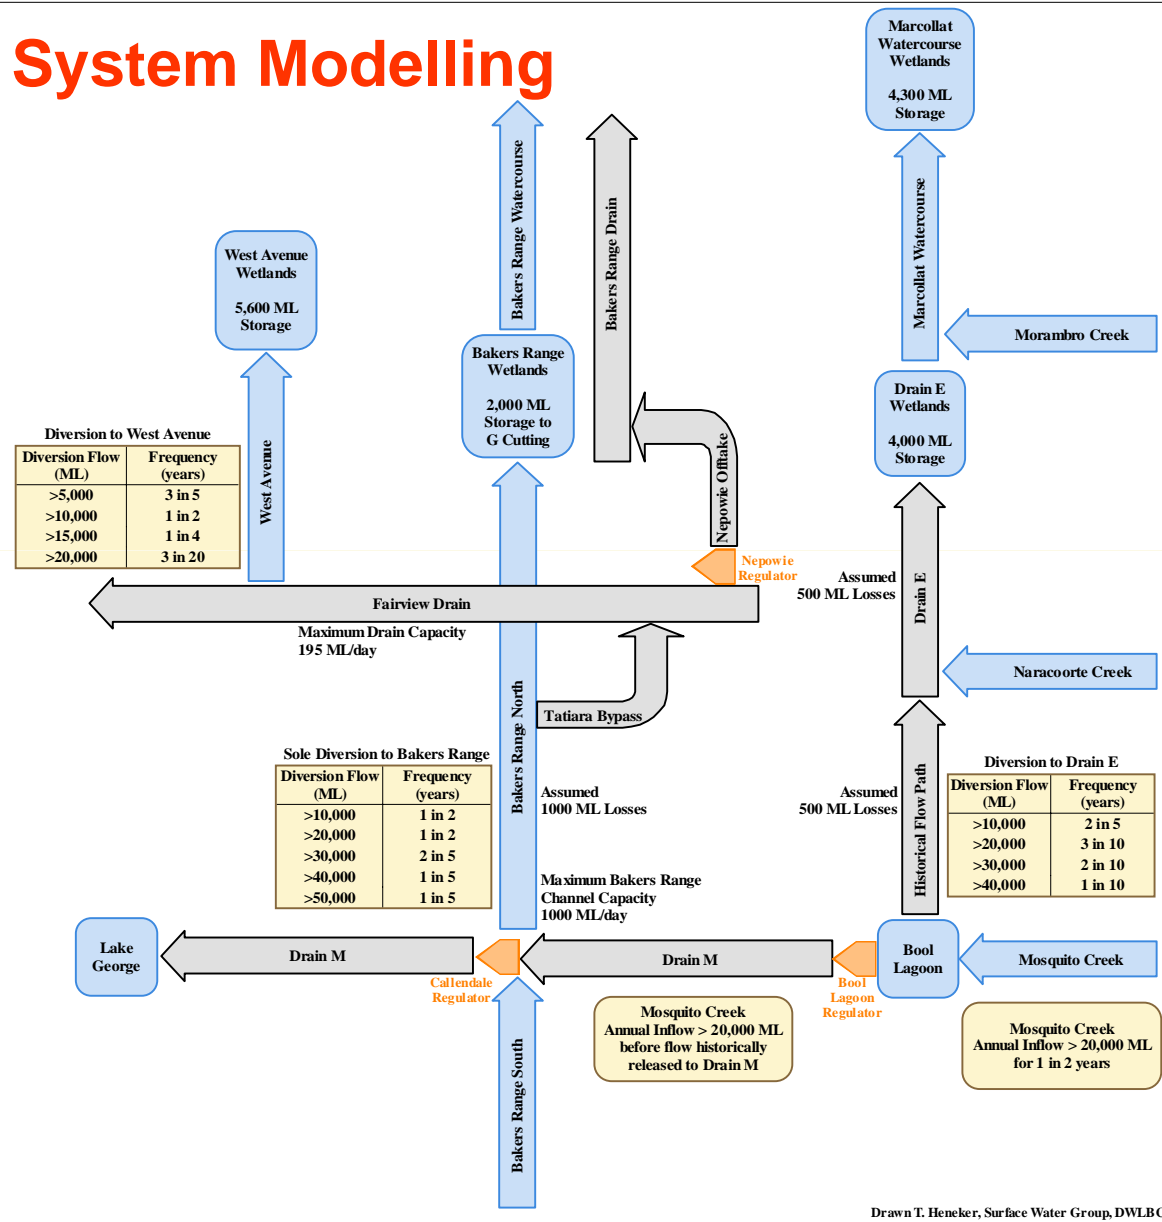 System Modelling
Marcollat
Watercourse
Wetlands
4,300 ML
Storage
Bakers Range Watercourse
Bakers Range Drain
Marcollat Watercourse
West Avenue
Wetlands
5,600 ML
Storage
Morambro Creek
Bakers Range
Wetlands
2,000 ML
Storage to
G Cutting
Drain E
Wetlands
4,000 ML
Storage
Diversion to West Avenue
Diversion Flow Frequency
(ML) (years)
>5,000 3 in 5
>10,000 1 in 2
>15,000 1 in 4
>20,000 3 in 20
West Avenue
Nepowie Offtake
Nepowie
Regulator
Assumed
500 ML Losses
Drain E
Fairview Drain
Maximum Drain Capacity
195 ML/day
Naracoorte Creek
Bakers Range North
Tatiara Bypass
Sole Diversion to Bakers Range
Diversion Flow Frequency
(ML) (years)
>10,000 1 in 2
>20,000 1 in 2
>30,000 2 in 5
>40,000 1 in 5
>50,000 1 in 5
Assumed
1000 ML Losses
Maximum Bakers Range
Channel Capacity
1000 ML/day
Assumed
500 ML Losses
Historical Flow Path
Diversion to Drain E
Diversion Flow Frequency
(ML) (years)
>10,000 2 in 5
>20,000 3 in 10
>30,000 2 in 10
>40,000 1 in 10
Lake
George
Drain M
Callendale
Regulator
Drain M
Bool
Lagoon
Regulator
Bool
Lagoon
Mosquito Creek
Mosquito Creek
Annual Inflow > 20,000 ML
before flow historically
released to Drain M
Mosquito Creek
Annual Inflow > 20,000 ML
for 1 in 2 years
Bakers Range South
Drawn T. Heneker, Surface Water Group, DWLBC